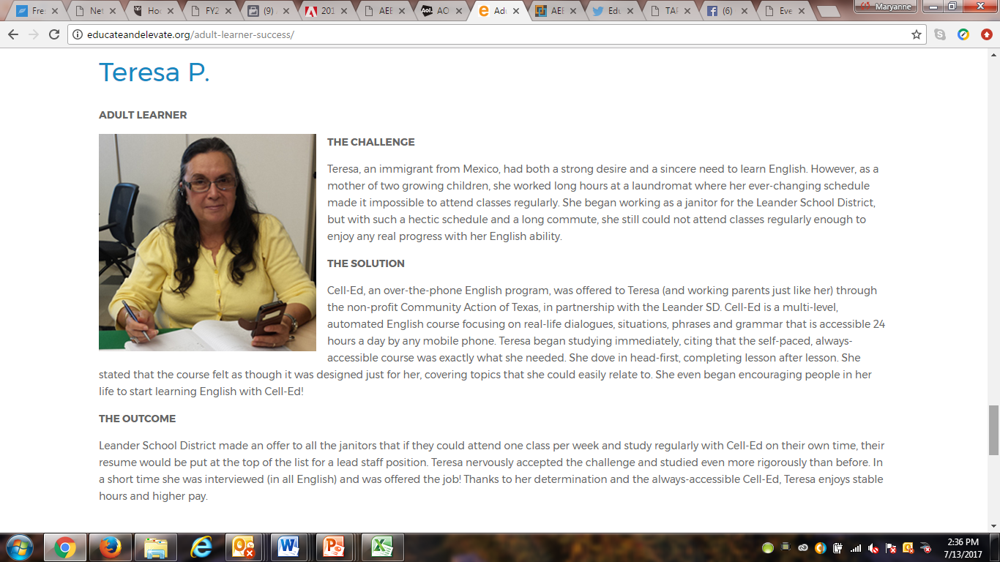 Fre
Net
Hoo
FY2
(9)
201
AEE
Aol.
AO
Adu
AEE
Edu
TAF
(6)
Eve
Maryanne
educateandelevate.org/adult-learner-success/
Teresa P.
ADULT LEARNER
THE CHALLENGE
Teresa, an immigrant from Mexico, had both a strong desire and a sincere need to learn English. However, as a
mother of two growing children, she worked long hours at a laundromat where her ever-changing schedule
made it impossible to attend classes regularly. She began working as a janitor for the Leander School District,
but with such a hectic schedule and a long commute, she still could not attend classes regularly enough to
enjoy any real progress with her English ability.
THE SOLUTION
Cell-Ed, an over-the-phone English program, was offered to Teresa (and working parents just like her) through
the non-profit Community Action of Texas, in partnership with the Leander SD. Cell-Ed is a multi-level,
automated English course focusing on real-life dialogues, situations, phrases and grammar that is accessible 24
hours a day by any mobile phone. Teresa began studying immediately, citing that the self-paced, always-
accessible course was exactly what she needed. She dove in head-first, completing lesson after lesson. She
stated that the course felt as though it was designed just for her, covering topics that she could easily relate to. She even began encouraging people in her
life to start learning English with Cell-Ed!
THE OUTCOME
Leander School District made an offer to all the janitors that if they could attend one class per week and study regularly with Cell-Ed on their own time, their
resume would be put at the top of the list for a lead staff position. Teresa nervously accepted the challenge and studied even more rigorously than before. In
a short time she was interviewed (in all English) and was offered the job! Thanks to her determination and the always-accessible Cell-Ed, Teresa enjoys stable
hours and higher pay.
2:36 PM
7/13/2017